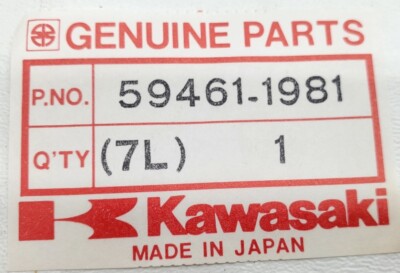 GENUINE PARTS
P.NO. 59461-1981
Q'TY (7L) 1
Kawasaki
MADE IN JAPAN